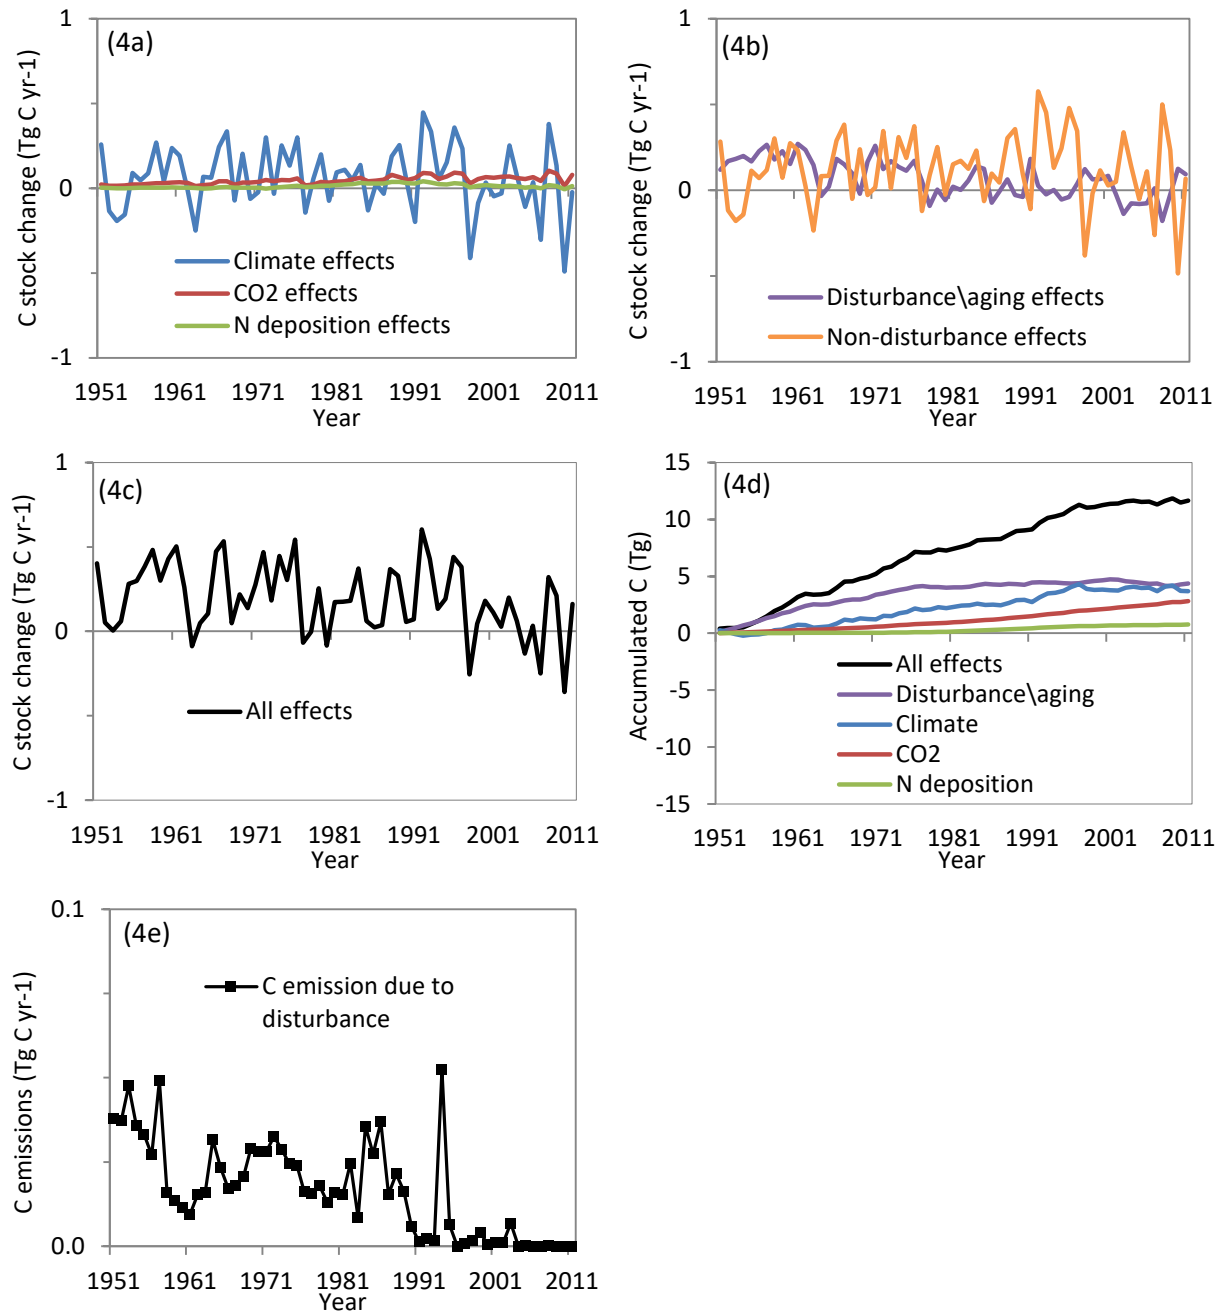 (4a)
C stock change (Tg C yr-1)
1
0
-1
Climate effects
CO2 effects
N deposition effects
1951 1961 1971 1981 1991 2001 2011
Year
(4b)
C stock change (Tg C yr-1)
1
0
-1
Disturbance\aging effects
Non-disturbance effects
1951 1961 1971 1981 1991 2001 2011
Year
(4c)
C stock change (Tg C yr-1)
1
0
-1
All effects
1951 1961 1971 1981 1991 2001 2011
Year
(4d)
Accumulated C (Tg)
15
10
5
0
-5
-10
-15
All effects
Disturbance\aging
Climate
CO2
N deposition
1951 1961 1971 1981 1991 2001 2011
Year
(4e)
C emissions (Tg C yr-1)
0.1
0.0
C emission due to
disturbance
1951 1961 1971 1981 1991 2001 2011
Year